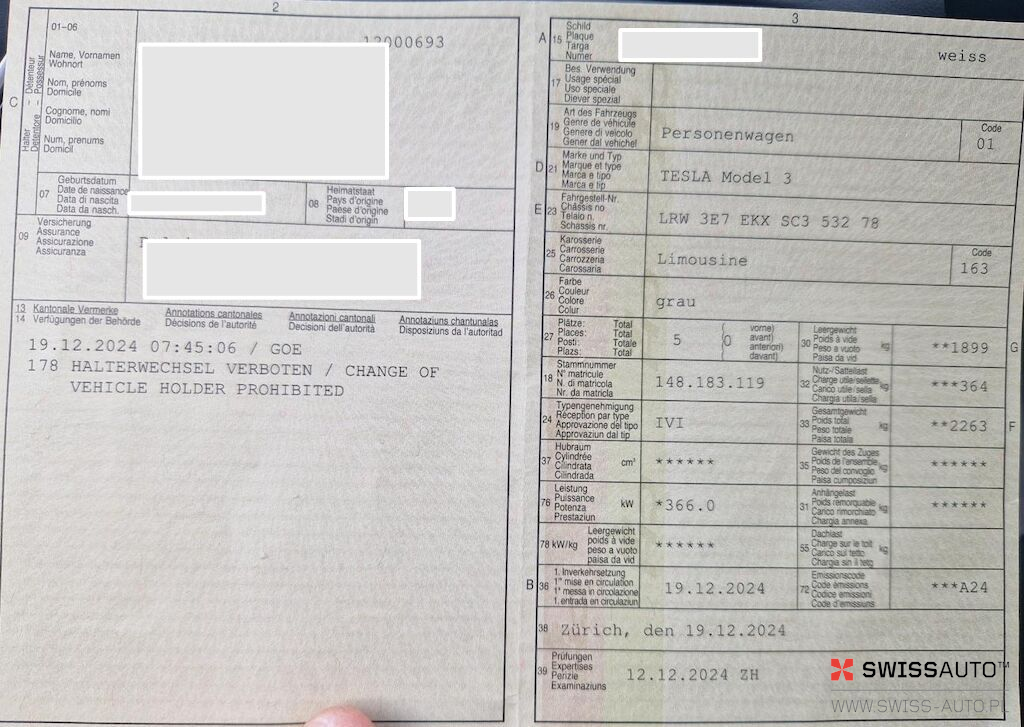 2
01-06
12000693
C
Halter – Détenteur
Detentore – Possessur
Name, Vornamen
Wohnort
Nom, prénoms
Domicile
Cognome, nomi
Domicilio
Num, prenums
Domicil
07
Geburtsdatum
Date de naissance
Data di nascita
Data da nasch.
08
Heimatstaat
Pays d'origine
Paese d'origine
Stadi d'origin
09
Versicherung
Assurance
Assicurazione
Assicuranza
13 Kantonale Vermerke Annotations cantonales Annotazioni cantonali Annotaziuns chantunalas
14 Verfügungen der Behörde Décisions de l'autorité Decisioni dell'autorità Disposiziuns da l'autoritad
19.12.2024 07:45:06 / GOE
178 HALTERWECHSEL VERBOTEN / CHANGE OF
VEHICLE HOLDER PROHIBITED
3
A 15
Schild
Plaque
Targa
Numer
weiss
17
Bes. Verwendung
Usage spécial
Uso speciale
Diever spezial
19
Art des Fahrzeugs
Genre de véhicule
Genere di veicolo
Gener dal vehichel
Personenwagen
Code
01
D 21
Marke und Typ
Marque et type
Marca e tipo
Marca e tip
TESLA Model 3
E 23
Fahrgestell-Nr.
Châssis no
Telaio n.
Schassis nr.
LRW 3E7 EKX SC3 532 78
25
Karosserie
Carrosserie
Carrozzeria
Carossaria
Limousine
Code
163
26
Farbe
Couleur
Colore
Colur
grau
27
Plätze: Total
Places: Total
Posti: Totale
Plazs: Total
5
( vorne)
0 avant)
( anteriori)
davant)
30
Leergewicht
Poids à vide
Peso a vuoto
Paisa da vid
kg
**1899
G
18
Stammnummer
N° matricule
N. di matricola
Nr. da matricla
148.183.119
32
Nutz-/Sattellast
Charge utile/sellette
Carico utile/sella
Chargia utila/sella
kg
***364
24
Typengenehmigung
Réception par type
Approvazione del tipo
Approvaziun dal tip
IVI
33
Gesamtgewicht
Poids total
Peso totale
Paisa totala
kg
**2263
F
37
Hubraum
Cylindrée
Cilindrata
Cilindrada
cm³
******
35
Gewicht des Zuges
Poids de l'ensemble
Peso del convoglio
Paisa cumposiziun
kg
******
76
Leistung
Puissance
Potenza
Prestaziun
kW
*366.0
31
Anhängelast
Poids remorquable
Carico rimorchiato
Chargia annexa
kg
******
78 kW/kg
Leergewicht
poids à vide
peso a vuoto
paisa da vid
******
55
Dachlast
Charge sur le toit
Carico sul tetto
Chargia sin il tetg
kg
******
B 36
1. Inverkehrsetzung
1re mise en circulation
1a messa in circolazione
1. entrada en circulaziun
19.12.2024
72
Emissionscode
Code émissions
Codice emissioni
Code d'emissiuns
***A24
38 Zürich, den 19.12.2024
39
Prüfungen
Expertises
Perizie
Examinaziuns
12.12.2024 ZH
SWISSAUTO™
WWW.SWISS-AUTO.PL